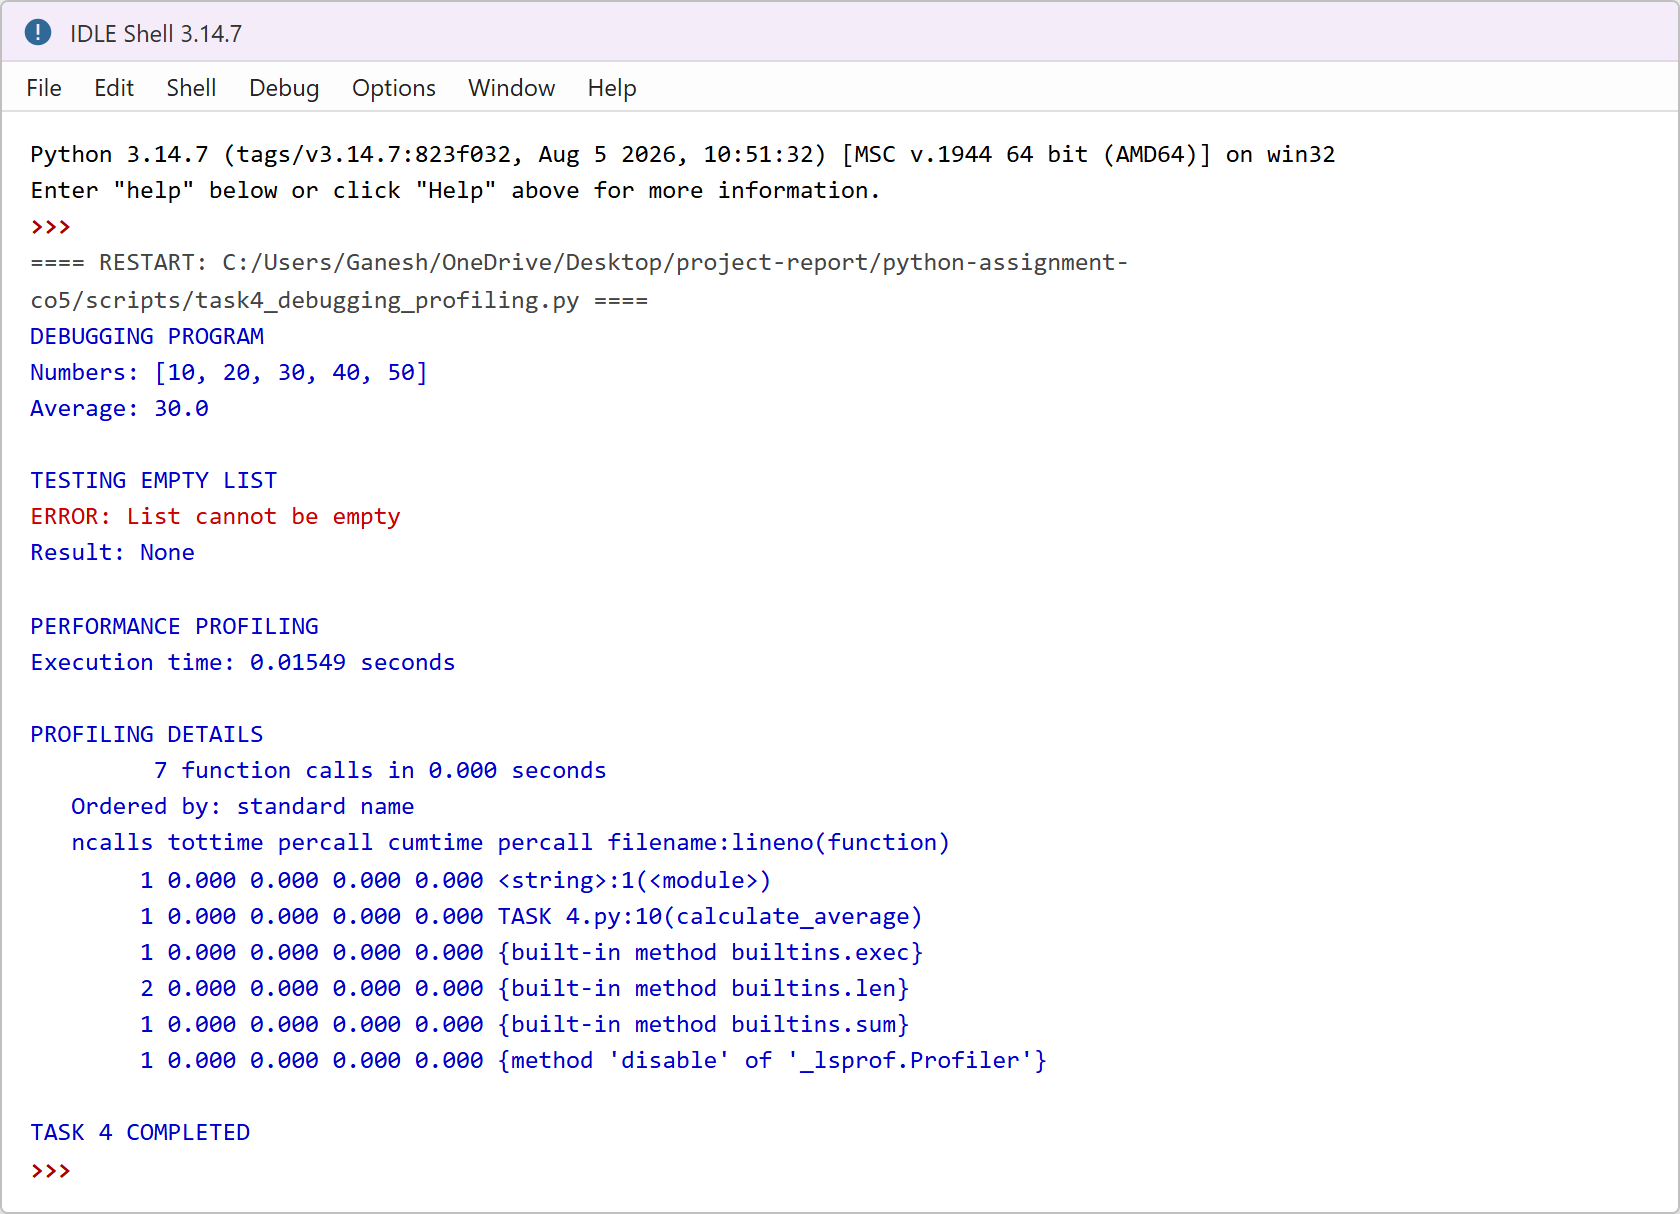 IDLE Shell 3.14.7
File Edit Shell Debug Options Window Help
Python 3.14.7 (tags/v3.14.7:823f032, Aug 5 2026, 10:51:32) [MSC v.1944 64 bit (AMD64)] on win32
Enter "help" below or click "Help" above for more information.
>>>
==== RESTART: C:/Users/Ganesh/OneDrive/Desktop/project-report/python-assignment-
co5/scripts/task4_debugging_profiling.py ====
DEBUGGING PROGRAM
Numbers: [10, 20, 30, 40, 50]
Average: 30.0
TESTING EMPTY LIST
ERROR: List cannot be empty
Result: None
PERFORMANCE PROFILING
Execution time: 0.01549 seconds
PROFILING DETAILS
7 function calls in 0.000 seconds
Ordered by: standard name
ncalls tottime percall cumtime percall filename:lineno(function)
1 0.000 0.000 0.000 0.000 <string>:1(<module>)
1 0.000 0.000 0.000 0.000 TASK 4.py:10(calculate_average)
1 0.000 0.000 0.000 0.000 {built-in method builtins.exec}
2 0.000 0.000 0.000 0.000 {built-in method builtins.len}
1 0.000 0.000 0.000 0.000 {built-in method builtins.sum}
1 0.000 0.000 0.000 0.000 {method 'disable' of '_lsprof.Profiler'}
TASK 4 COMPLETED
>>>